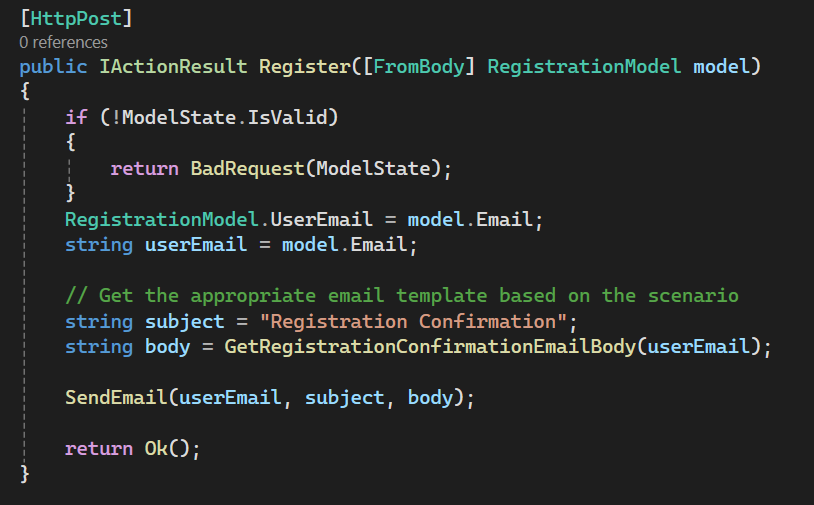 [HttpPost]
0 references
public IActionResult Register([FromBody] RegistrationModel model)
{
if (!ModelState.IsValid)
{
return BadRequest(ModelState);
}
RegistrationModel.UserEmail = model.Email;
string userEmail = model.Email;
// Get the appropriate email template based on the scenario
string subject = "Registration Confirmation";
string body = GetRegistrationConfirmationEmailBody(userEmail);
SendEmail(userEmail, subject, body);
return Ok();
}